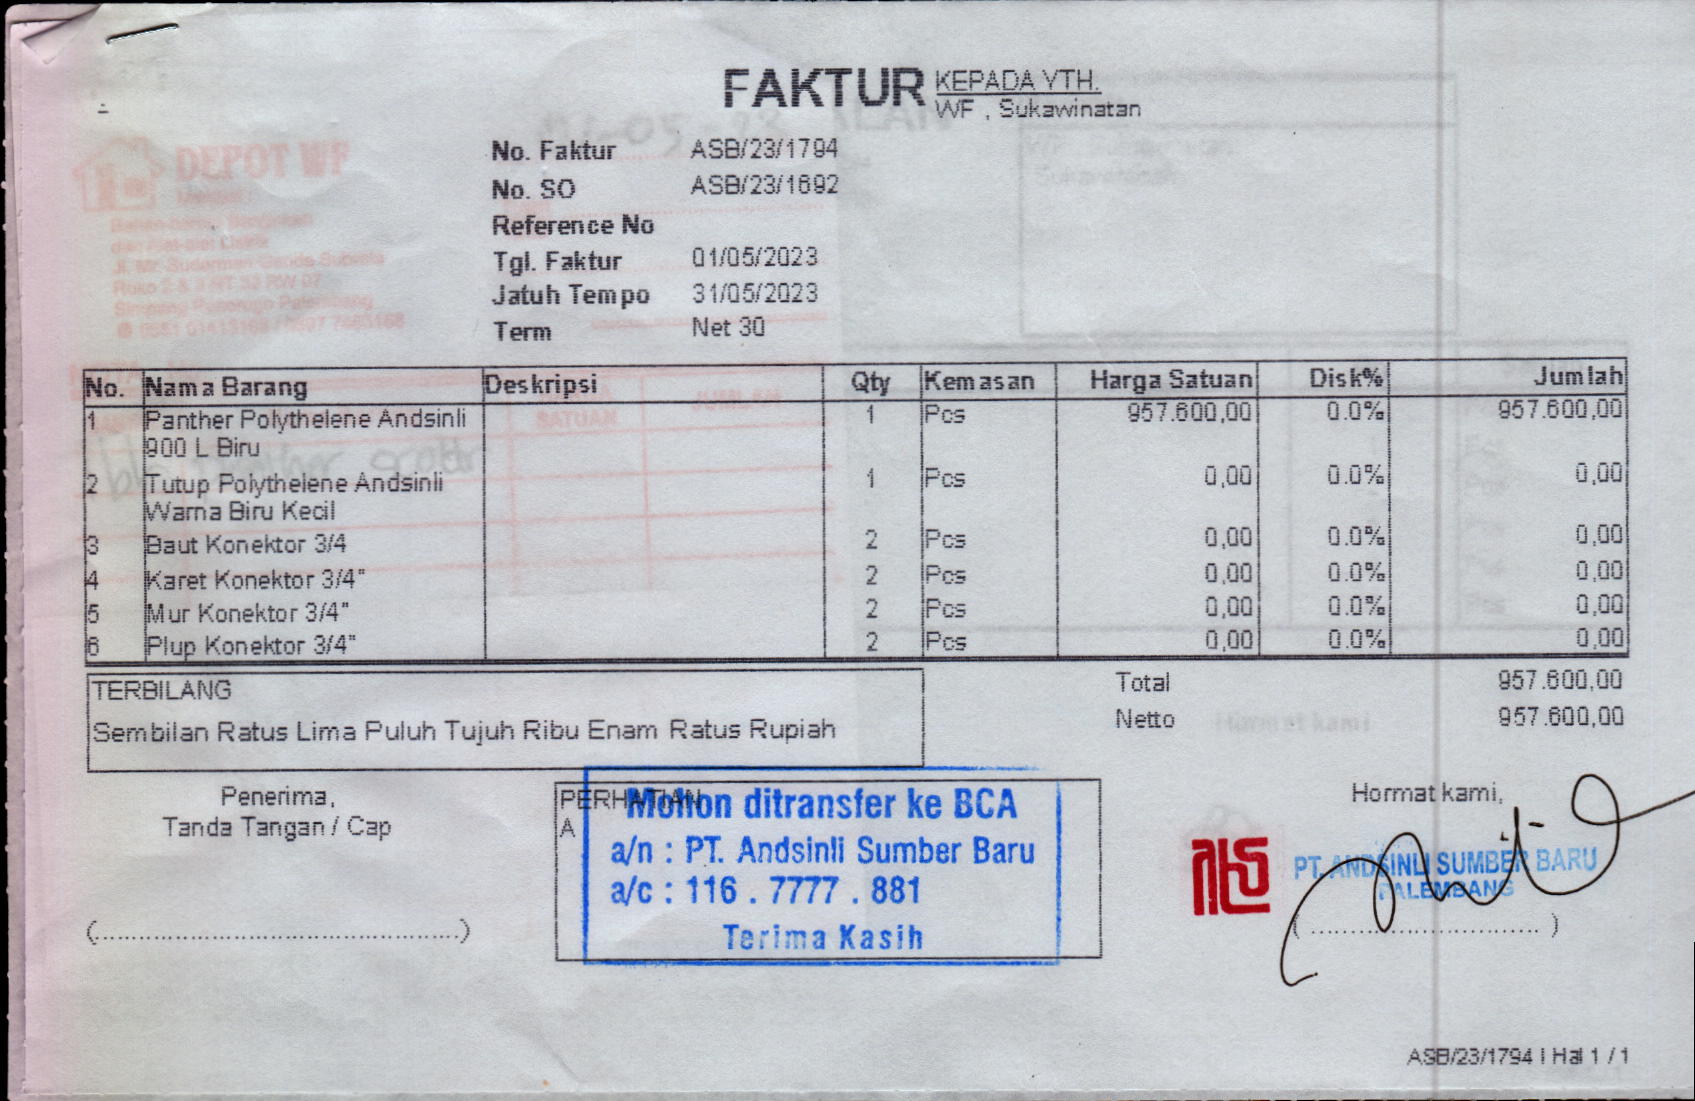 FAKTUR
KEPADA YTH.
WF , Sukawinatan
No. Faktur ASB/23/1794
No. SO ASB/23/1692
Reference No
Tgl. Faktur 01/05/2023
Jatuh Tempo 31/05/2023
Term Net 30
DEPOT WF
No. Nama Barang Deskripsi Qty Kemasan Harga Satuan Disk% Jumlah
1 Panther Polythelene Andsinli 1 Pcs 957.600,00 0.0% 957.600,00
900 L Biru
2 Tutup Polythelene Andsinli 1 Pcs 0,00 0.0% 0,00
Warna Biru Kecil
3 Baut Konektor 3/4 2 Pcs 0,00 0.0% 0,00
4 Karet Konektor 3/4" 2 Pcs 0,00 0.0% 0,00
5 Mur Konektor 3/4" 2 Pcs 0,00 0.0% 0,00
6 Plup Konektor 3/4" 2 Pcs 0,00 0.0% 0,00
SATUAN JUMLAH
TERBILANG
Sembilan Ratus Lima Puluh Tujuh Ribu Enam Ratus Rupiah
Total 957.600,00
Netto 957.600,00
Hormat kami
Penerima,
Tanda Tangan / Cap
(...............................................)
PERHATIAN
A
Mohon ditransfer ke BCA
a/n : PT. Andsinli Sumber Baru
a/c : 116 . 7777 . 881
Terima Kasih
Hormat kami,
PT. ANDSINLI SUMBER BARU
PALEMBANG
( ............................. )
ASB/23/1794 | Hal 1 / 1